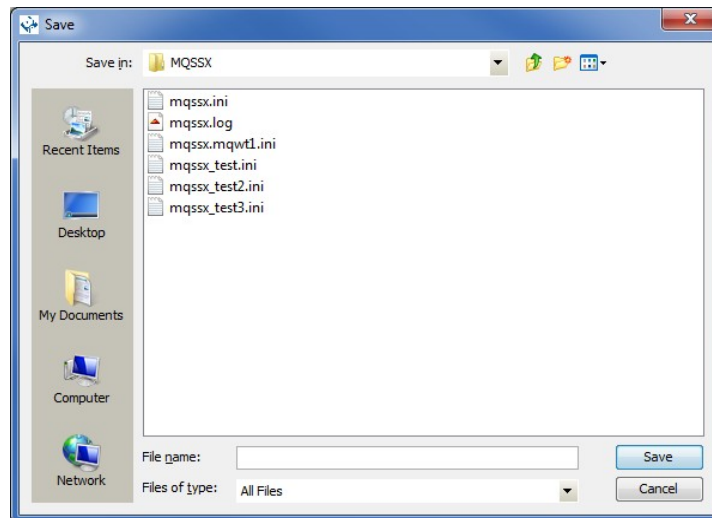 Save
Save in:
MQSSX
Recent Items
Desktop
My Documents
Computer
Network
mqssx.ini
mqssx.log
mqssx.mqwt1.ini
mqssx_test.ini
mqssx_test2.ini
mqssx_test3.ini
File name:
Save
Files of type:
All Files
Cancel